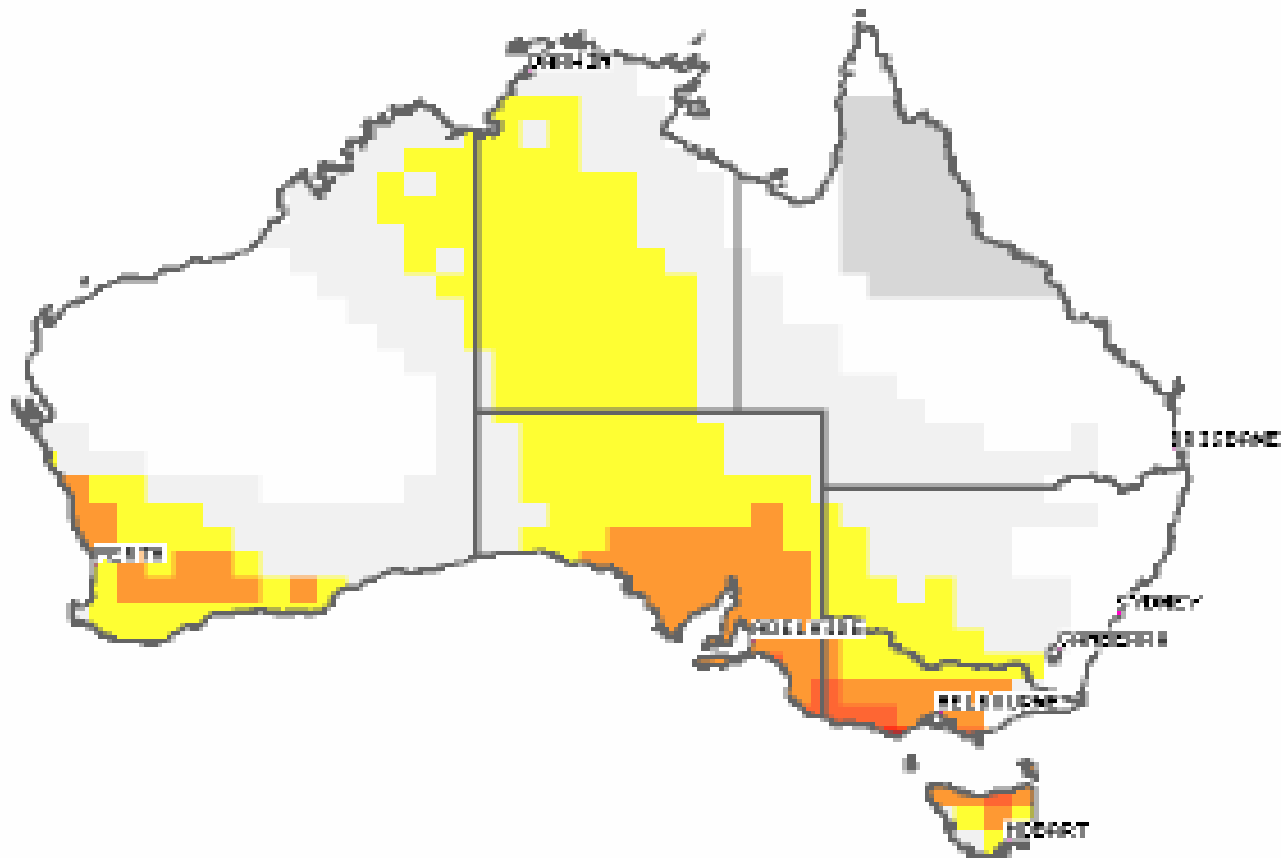 DARWIN
BRISBANE
PERTH
SYDNEY
ADELAIDE
CANBERRA
MELBOURNE
HOBART